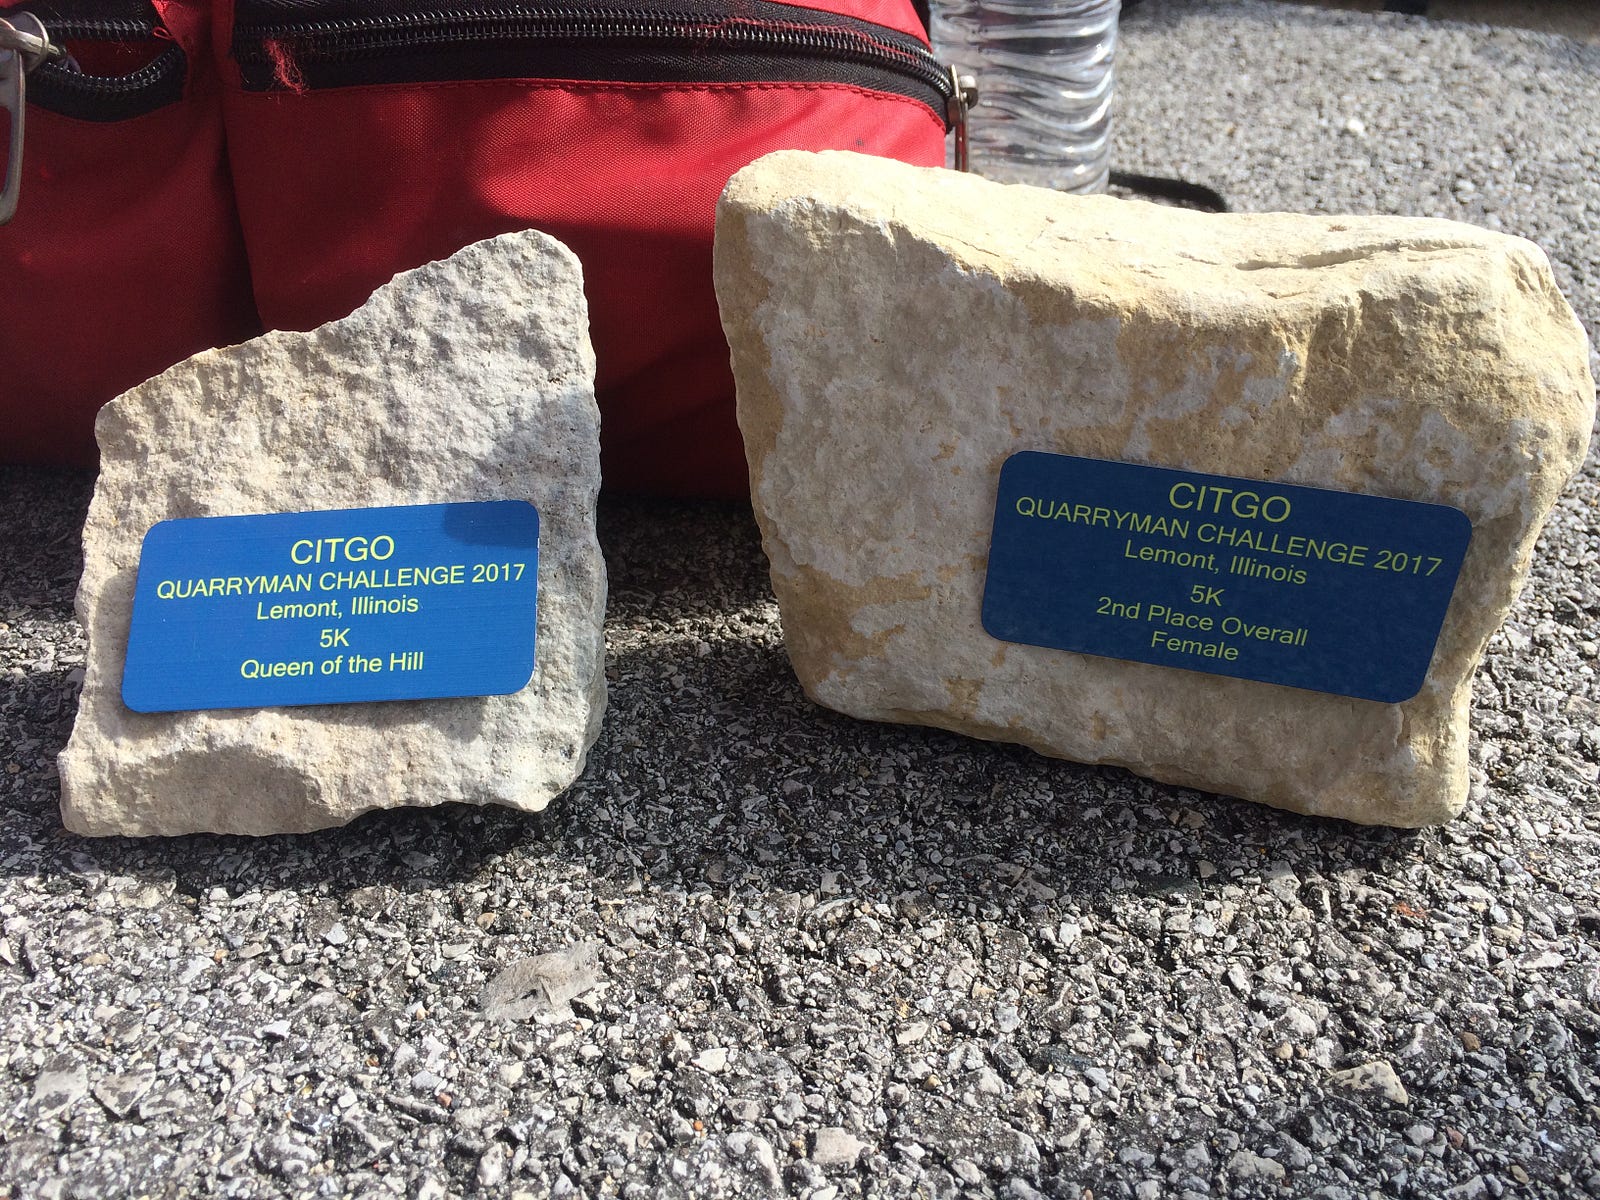 CITGO
QUARRYMAN CHALLENGE 2017
Lemont, Illinois
5K
Queen of the Hill
CITGO
QUARRYMAN CHALLENGE 2017
Lemont, Illinois
5K
2nd Place Overall
Female